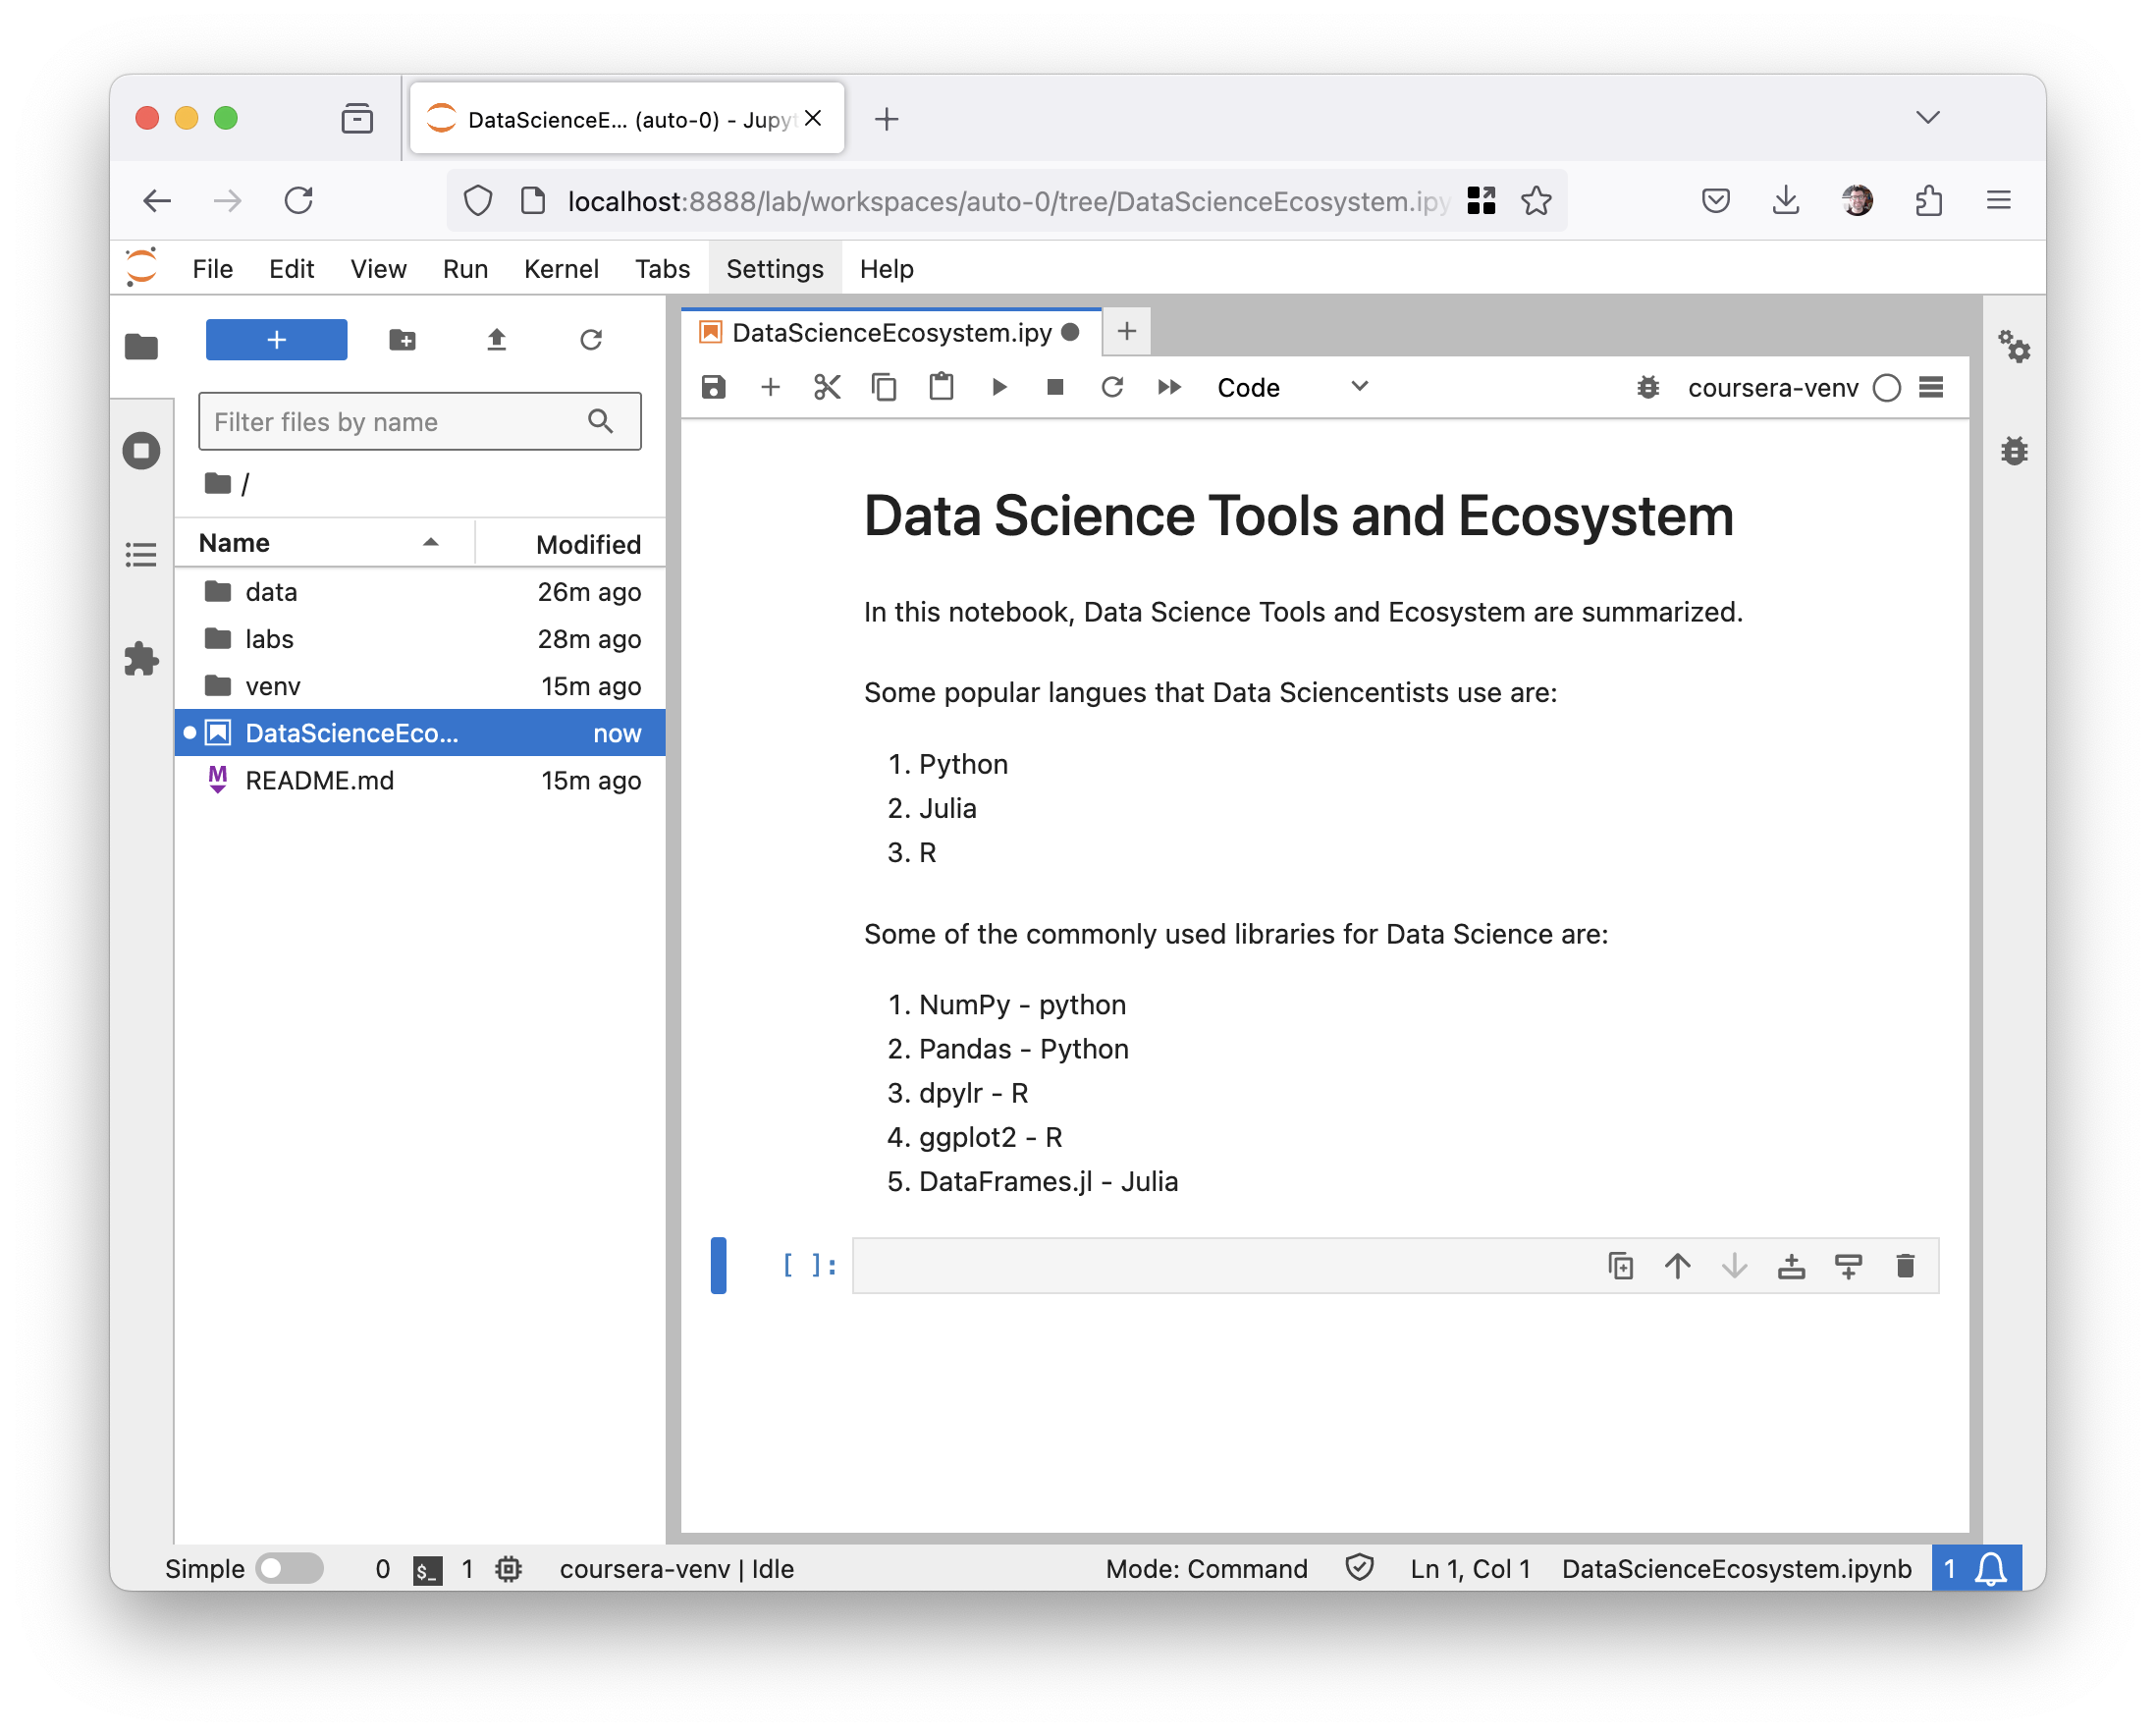 DataScienceE... (auto-0) - Jupyt
localhost:8888/lab/workspaces/auto-0/tree/DataScienceEcosystem.ipy
File Edit View Run Kernel Tabs Settings Help
Filter files by name
/
Name Modified
data 26m ago
labs 28m ago
venv 15m ago
DataScienceEco... now
README.md 15m ago
DataScienceEcosystem.ipy
Code coursera-venv
Data Science Tools and Ecosystem
In this notebook, Data Science Tools and Ecosystem are summarized.
Some popular langues that Data Sciencentists use are:
1. Python
2. Julia
3. R
Some of the commonly used libraries for Data Science are:
1. NumPy - python
2. Pandas - Python
3. dpylr - R
4. ggplot2 - R
5. DataFrames.jl - Julia
[ ]:
Simple 0 $_ 1 coursera-venv | Idle Mode: Command Ln 1, Col 1 DataScienceEcosystem.ipynb 1